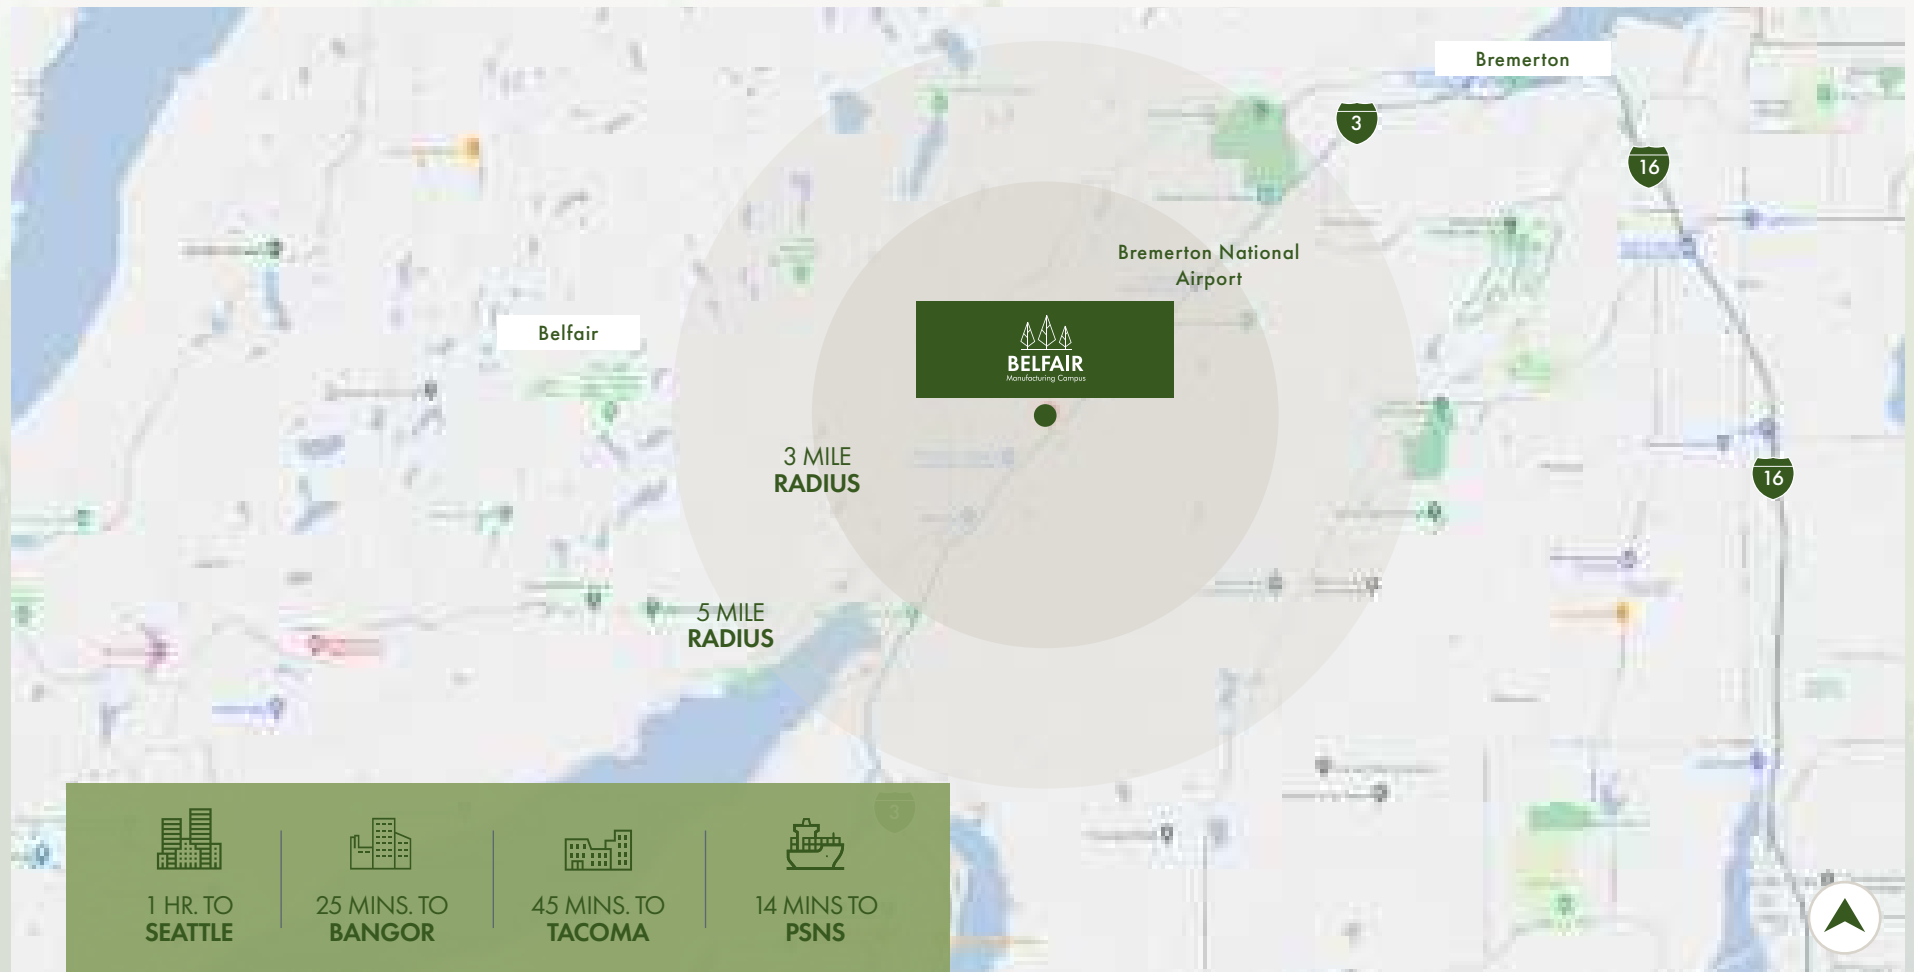 Bremerton
3
16
Bremerton National
Airport
Belfair
BELFAIR
Manufacturing Campus
3 MILE
RADIUS
16
5 MILE
RADIUS
3
1 HR. TO
SEATTLE
25 MINS. TO
BANGOR
45 MINS. TO
TACOMA
14 MINS TO
PSNS